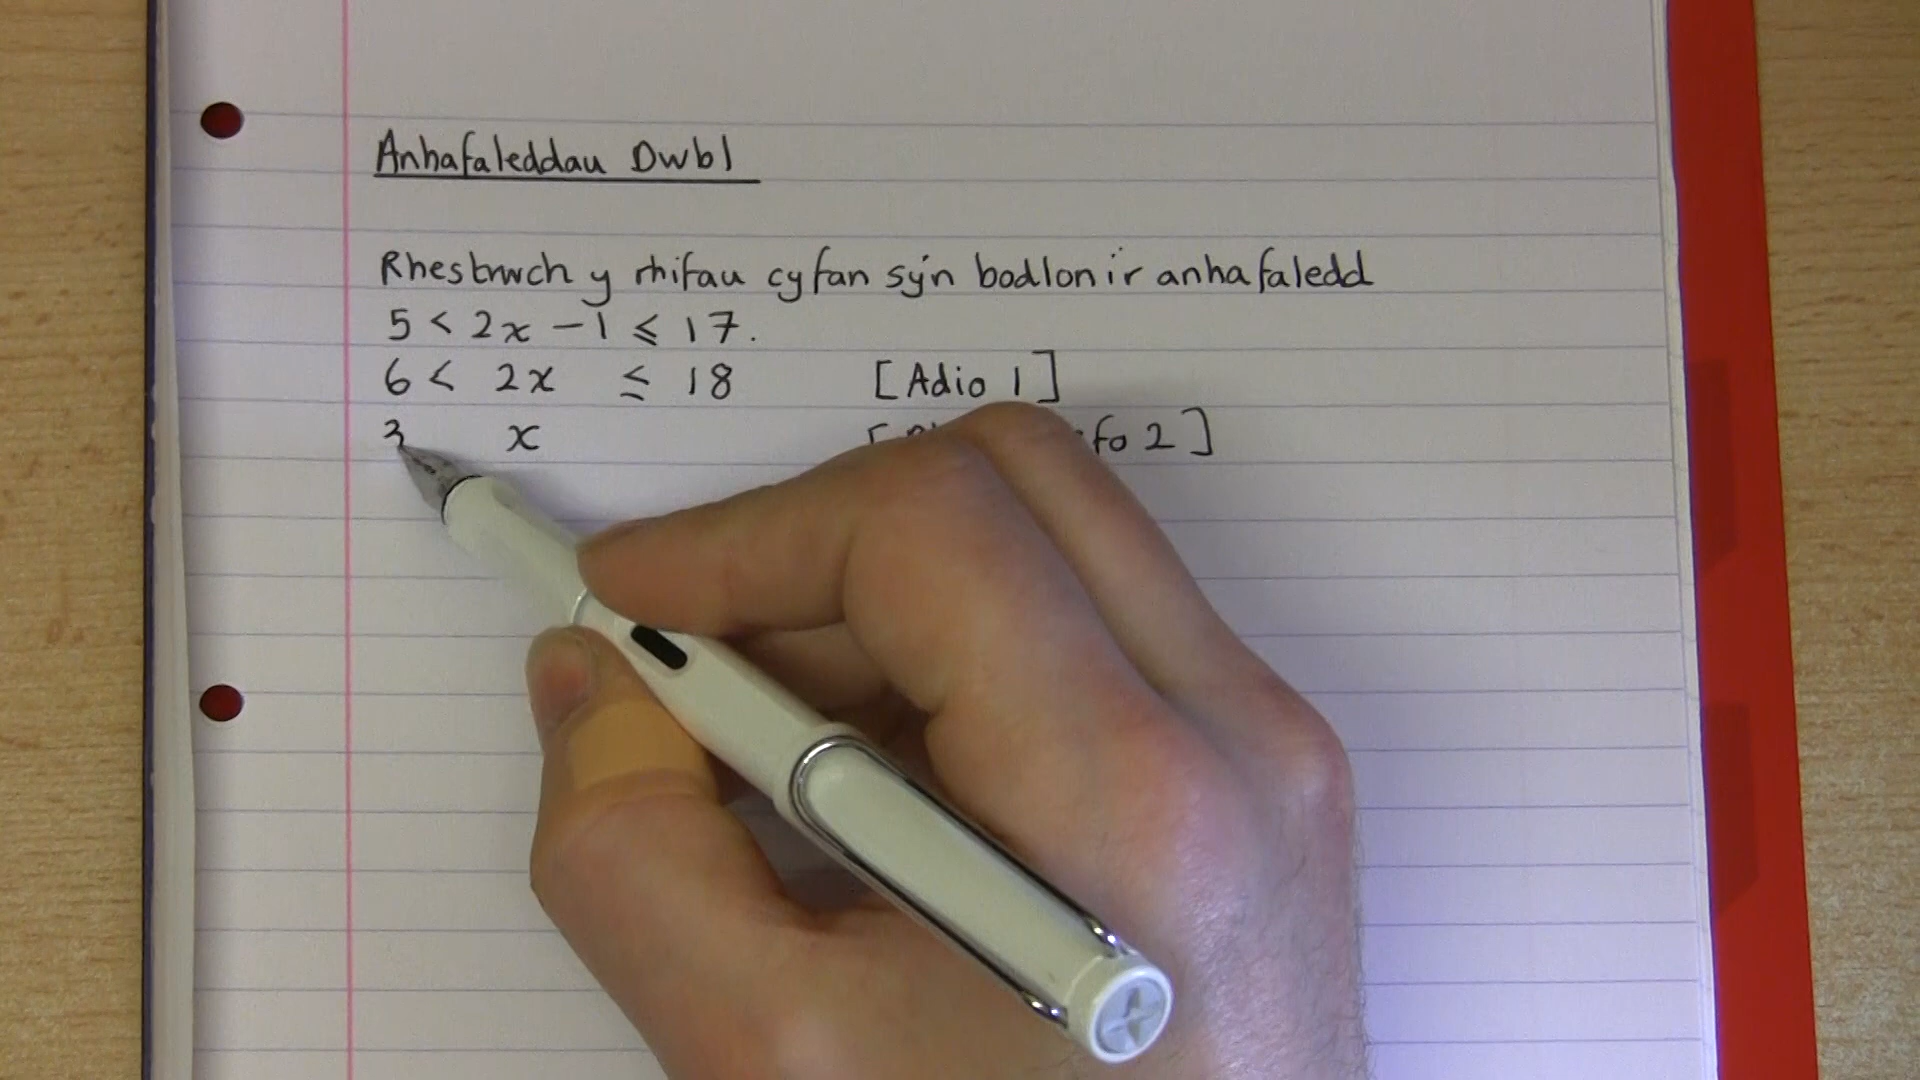 Anhafaleddau Dwbl
Rhestrwch y rhifau cyfan sy'n bodloni'r anhafaledd
5 < 2x - 1 ⩽ 17.
6 < 2x ≤ 18 [Adio 1]
3 x [ fo 2]